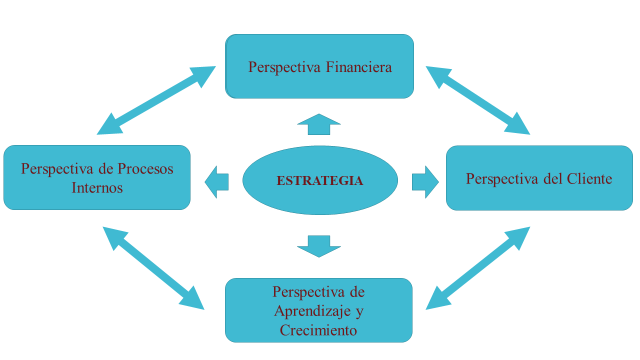 Perspectiva Financiera
Perspectiva de Procesos
Internos
ESTRATEGIA
Perspectiva del Cliente
Perspectiva de
Aprendizaje y
Crecimiento